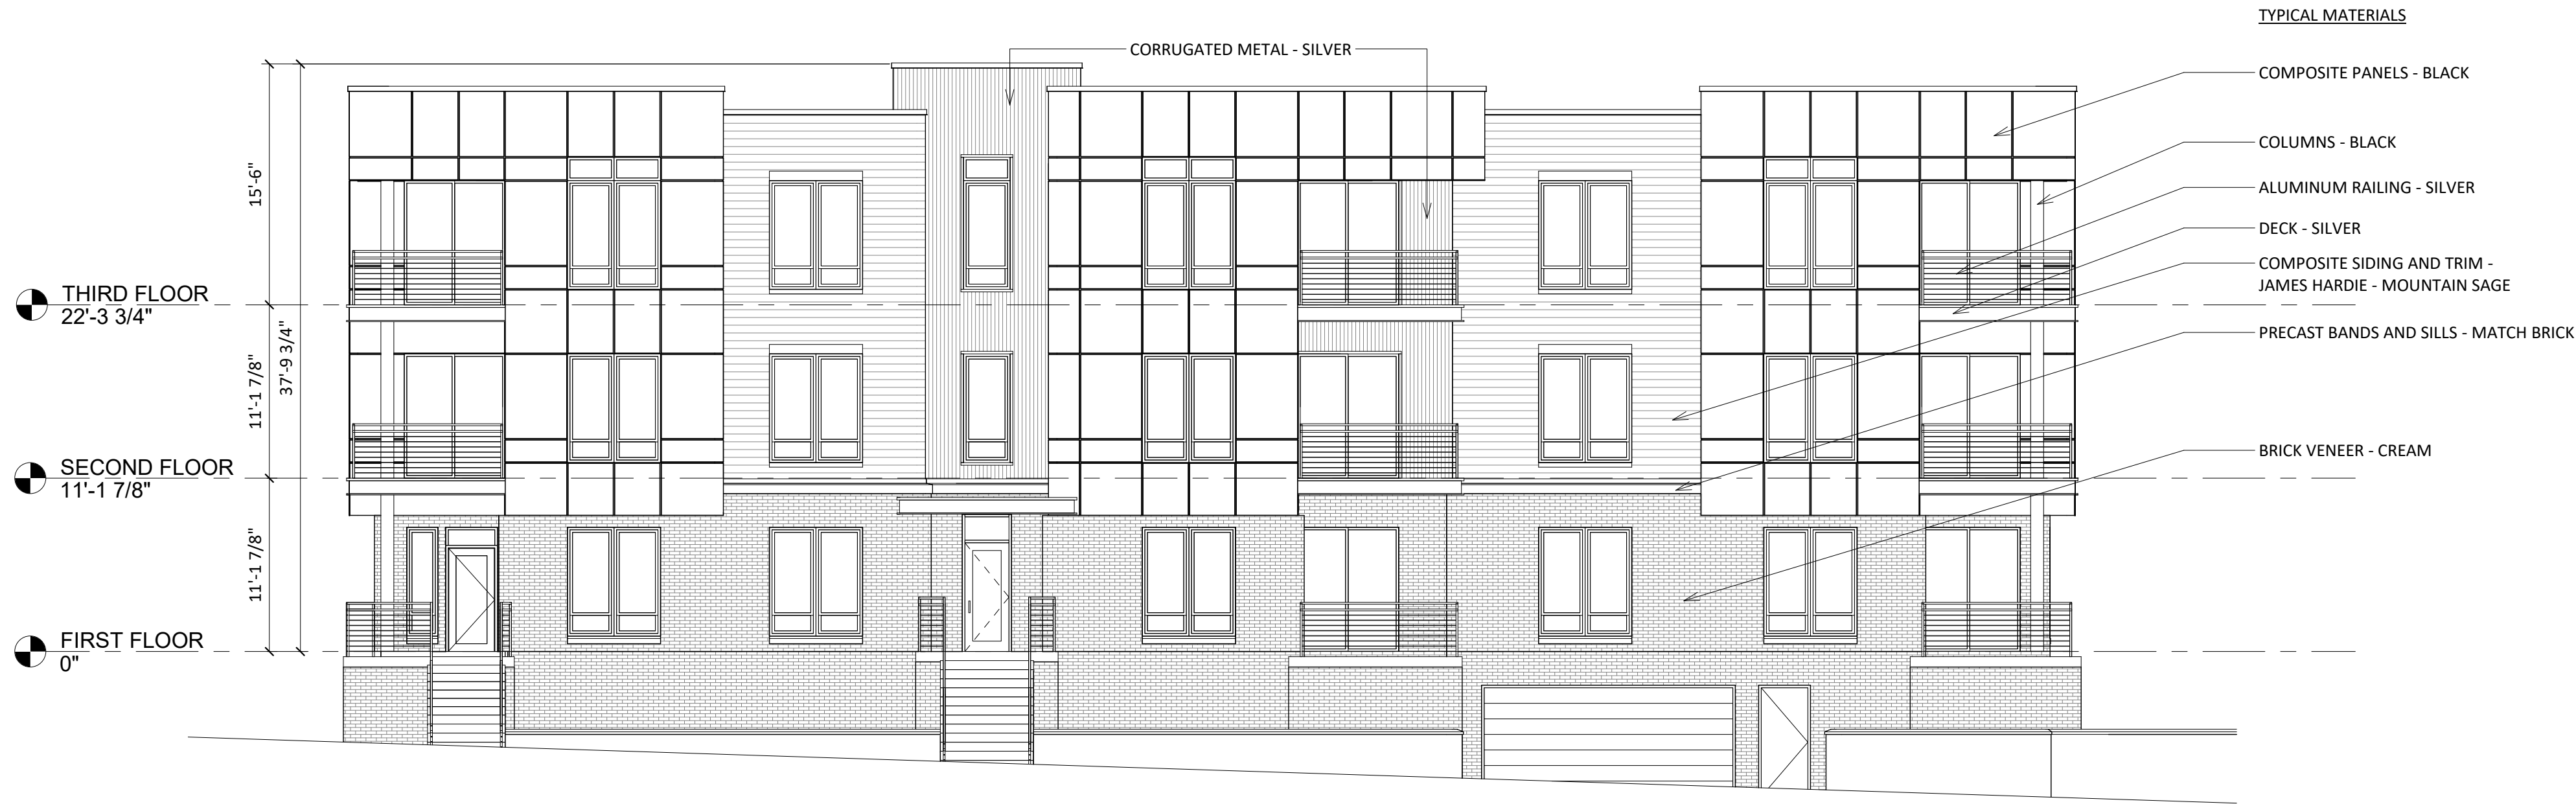 TYPICAL MATERIALS
CORRUGATED METAL - SILVER
COMPOSITE PANELS - BLACK
COLUMNS - BLACK
ALUMINUM RAILING - SILVER
DECK - SILVER
COMPOSITE SIDING AND TRIM -
JAMES HARDIE - MOUNTAIN SAGE
PRECAST BANDS AND SILLS - MATCH BRICK
BRICK VENEER - CREAM
15'-6"
37'-9 3/4"
11'-1 7/8"
11'-1 7/8"
THIRD FLOOR
22'-3 3/4"
SECOND FLOOR
11'-1 7/8"
FIRST FLOOR
0"